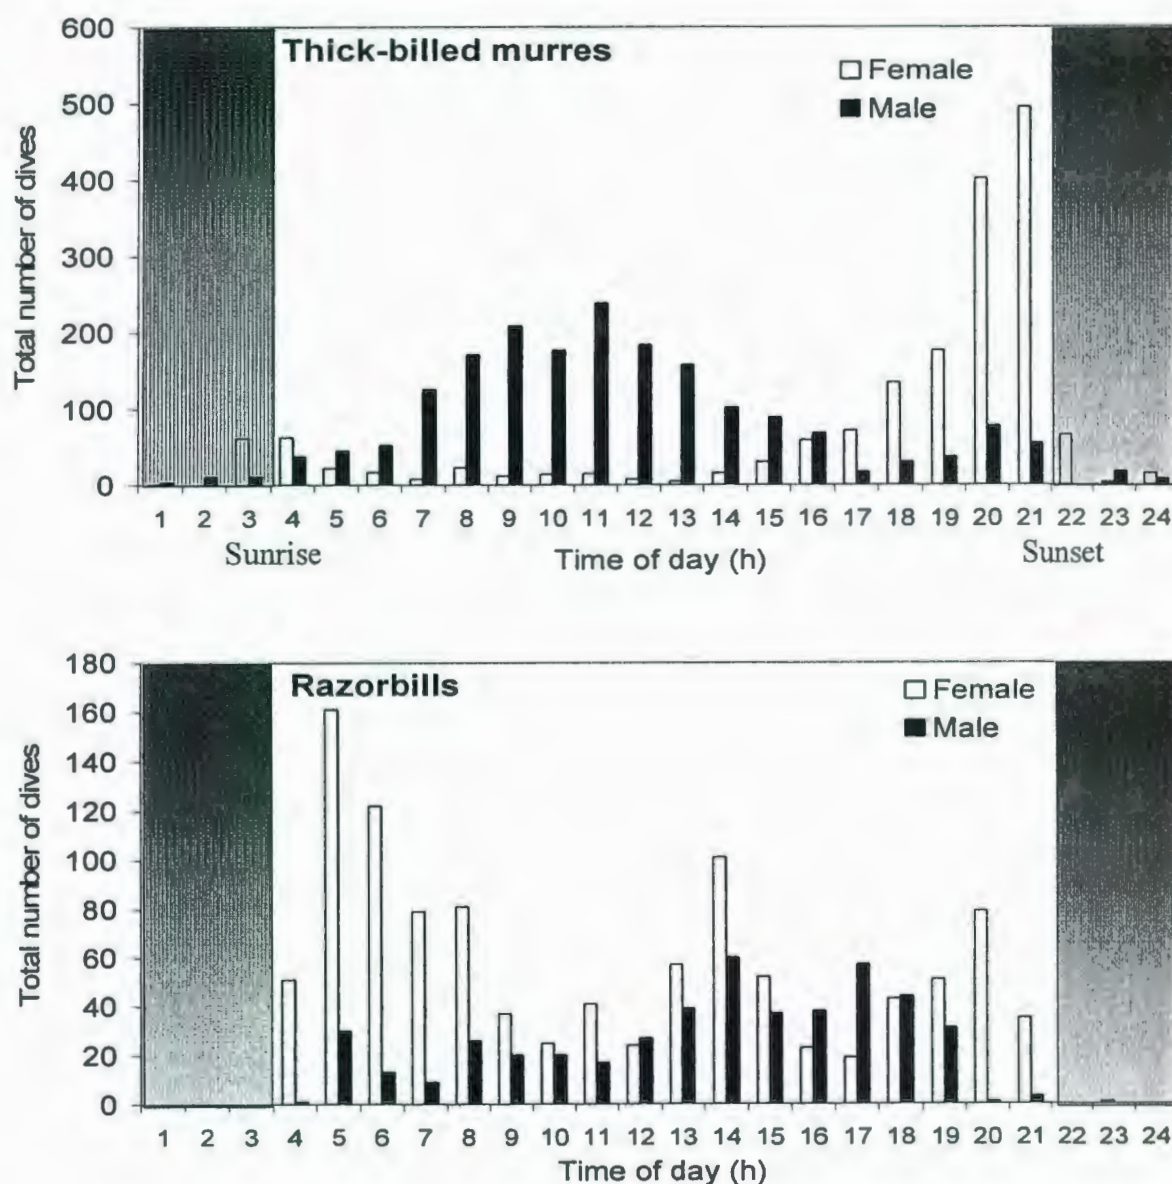 Thick-billed murres
Female
Male
Total number of dives
600
500
400
300
200
100
0
1 2 3 4 5 6 7 8 9 10 11 12 13 14 15 16 17 18 19 20 21 22 23 24
Sunrise Time of day (h) Sunset
Razorbills
Female
Male
Total number of dives
180
160
140
120
100
80
60
40
20
0
1 2 3 4 5 6 7 8 9 10 11 12 13 14 15 16 17 18 19 20 21 22 23 24
Time of day (h)